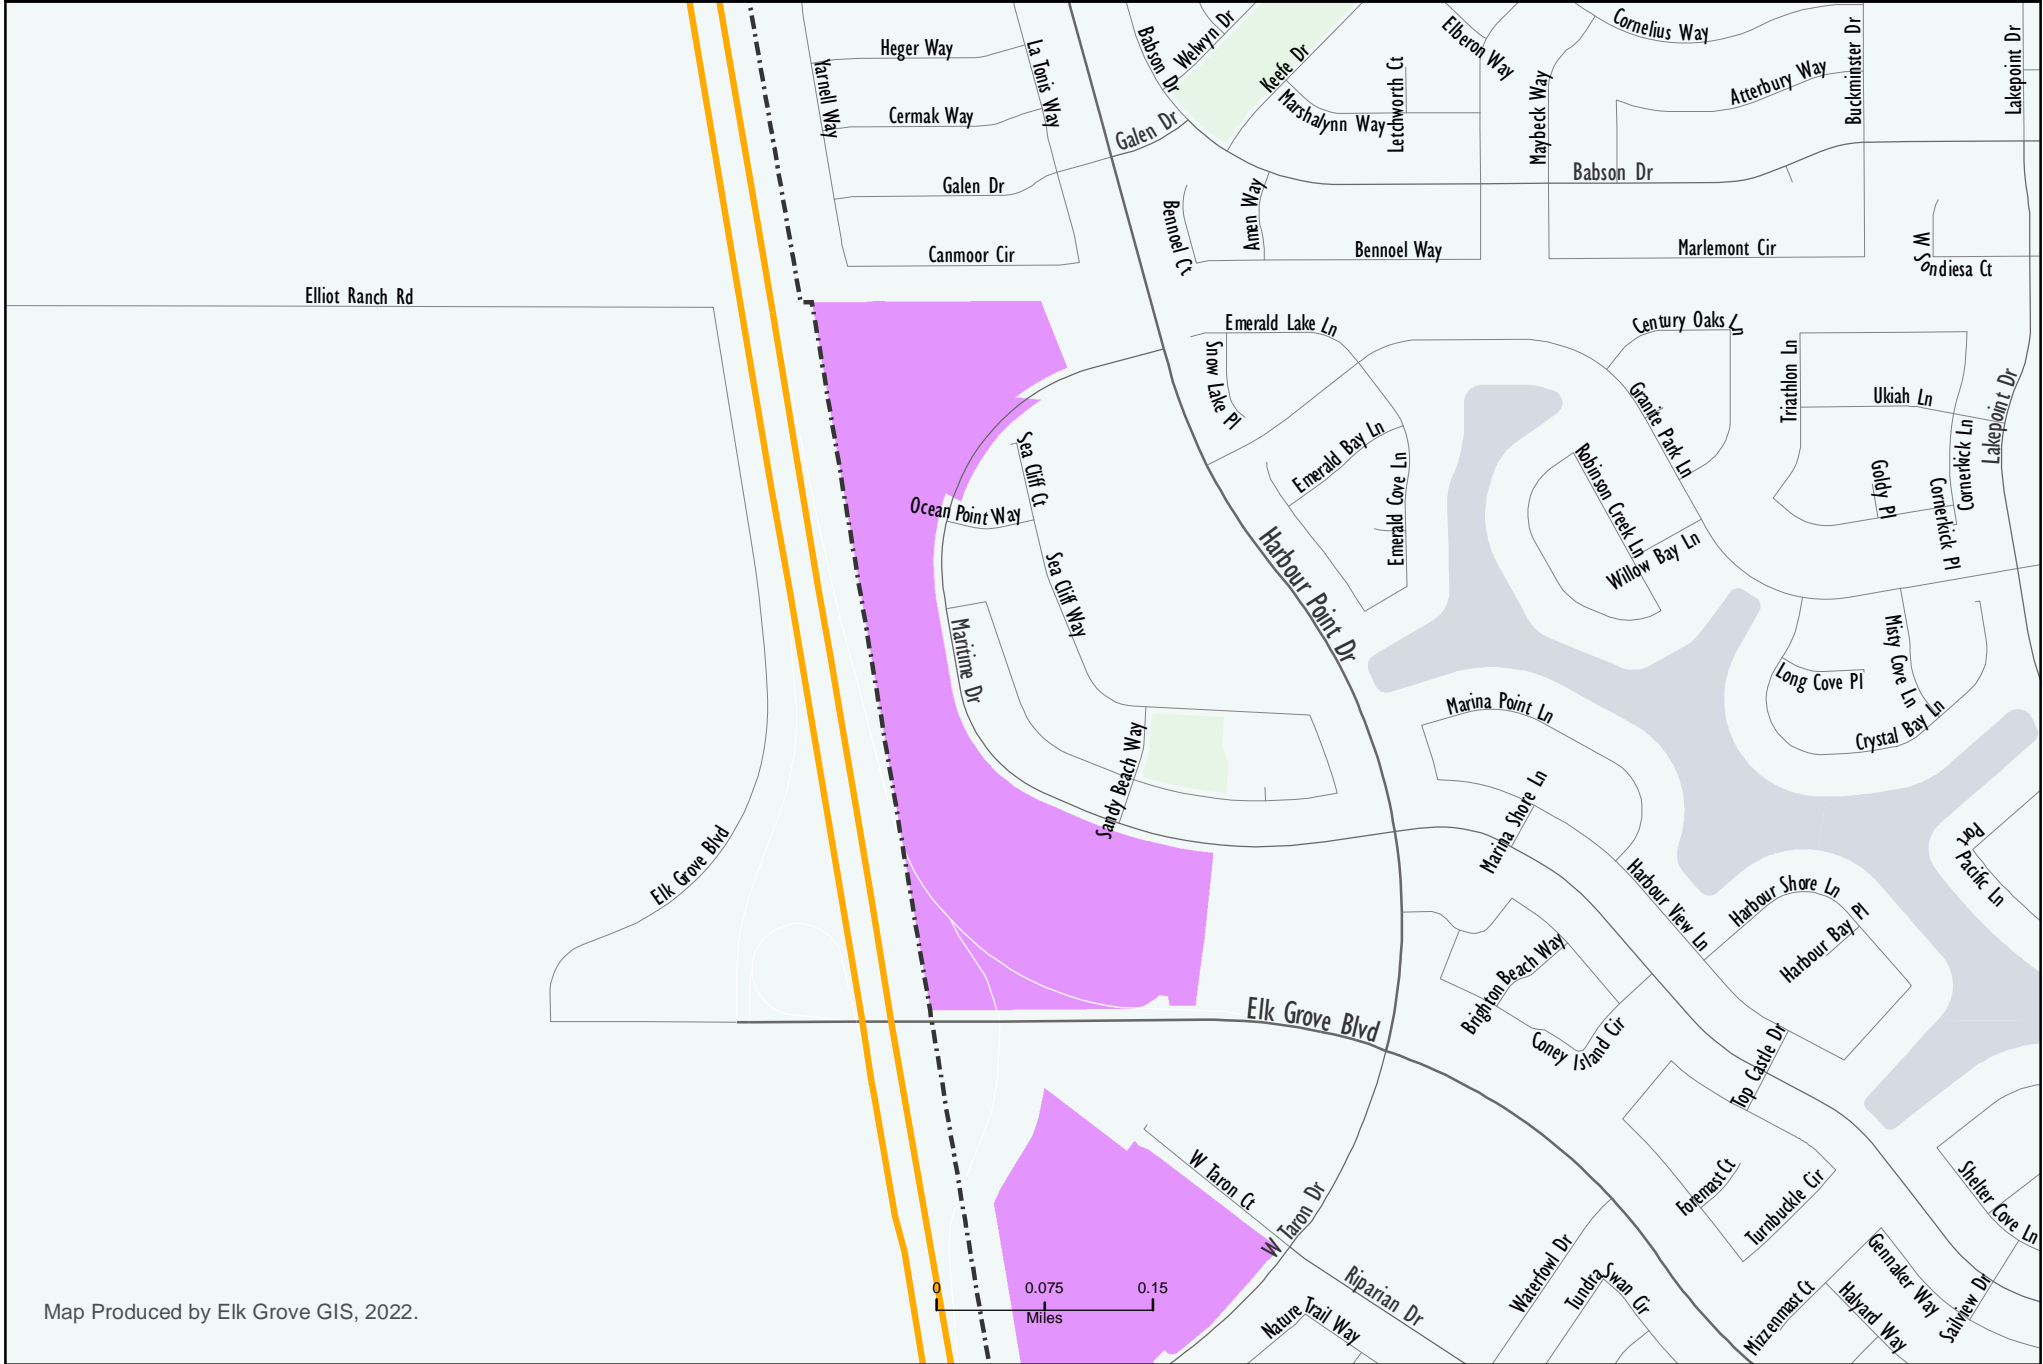 Heger Way
Yarnell Way
La Tonis Way
Cermak Way
Galen Dr
Canmoor Cir
Galen Dr
Babson Dr
Welwyn Dr
Keefe Dr
Marshalynn Way
Letchworth Ct
Elberon Way
Maybeck Way
Cornelius Way
Atterbury Way
Buckminster Dr
Lakepoint Dr
Babson Dr
Bennoel Ct
Amen Way
Bennoel Way
Marlemont Cir
W Sondiesa Ct
Elliot Ranch Rd
Emerald Lake Ln
Snow Lake Pl
Century Oaks Ln
Triathlon Ln
Ukiah Ln
Lakepoint Dr
Granite Park Ln
Emerald Bay Ln
Emerald Cove Ln
Robinson Creek Ln
Willow Bay Ln
Goldy Pl
Cornerkick Ln
Cornerkick Pl
Sea Cliff Ct
Ocean Point Way
Sea Cliff Way
Harbour Point Dr
Maritime Dr
Misty Cove Ln
Long Cove Pl
Crystal Bay Ln
Marina Point Ln
Sandy Beach Way
Marina Shore Ln
Elk Grove Blvd
Harbour View Ln
Harbour Shore Ln
Harbour Bay Pl
Port Pacific Ln
Brighton Beach Way
Coney Island Cir
Elk Grove Blvd
Top Castle Dr
W Taron Ct
W Taron Dr
Foremast Ct
Turnbuckle Cir
Shelter Cove Ln
Riparian Dr
Nature Trail Way
Waterfowl Dr
Tundra Swan Cir
Gennaker Way
Mizzenmast Ct
Halyard Way
Sailview Dr
0 0.075 0.15
Miles
Map Produced by Elk Grove GIS, 2022.